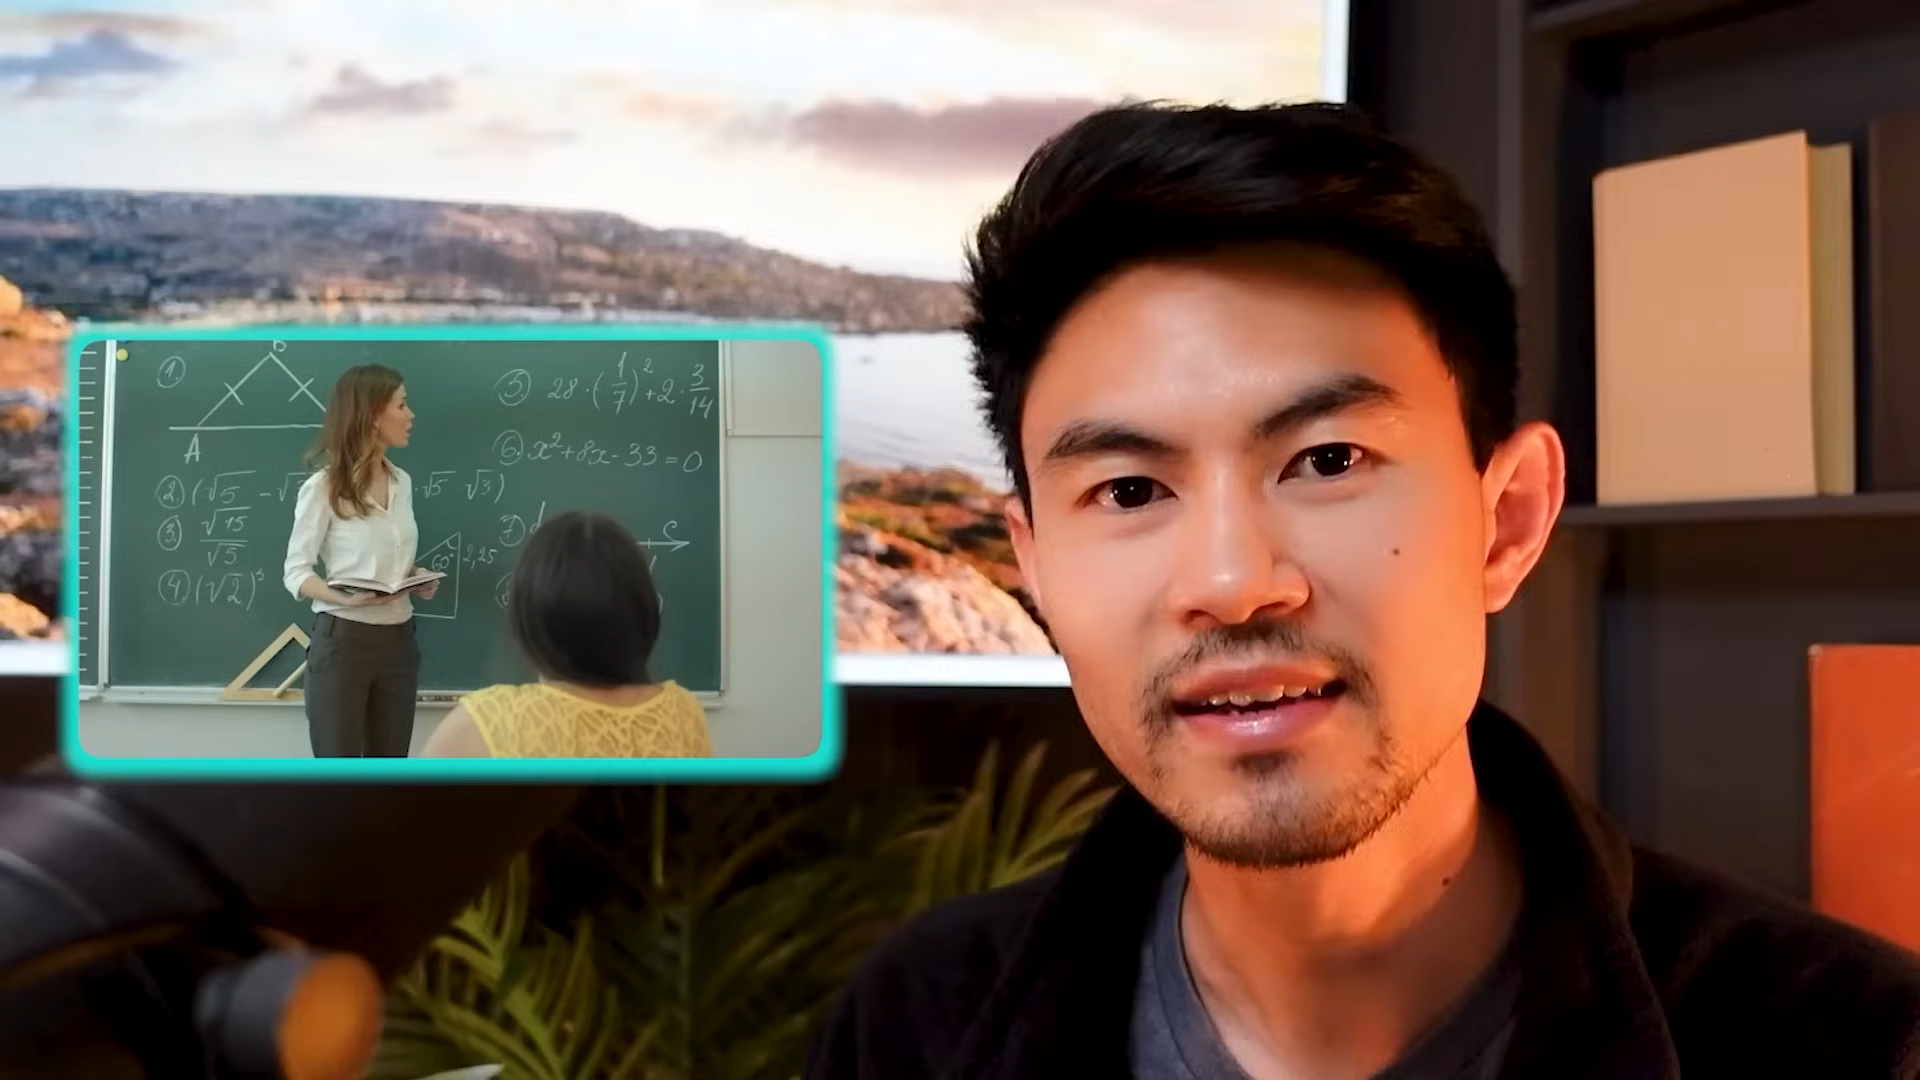 1.
B
A
2. (√5 - √ √5 √3)
3. √15
√5
4. (√2)³
5. 28·(1/7)²+2·3/14
6. x²+8x-33=0
7. d
C
60° 2,25